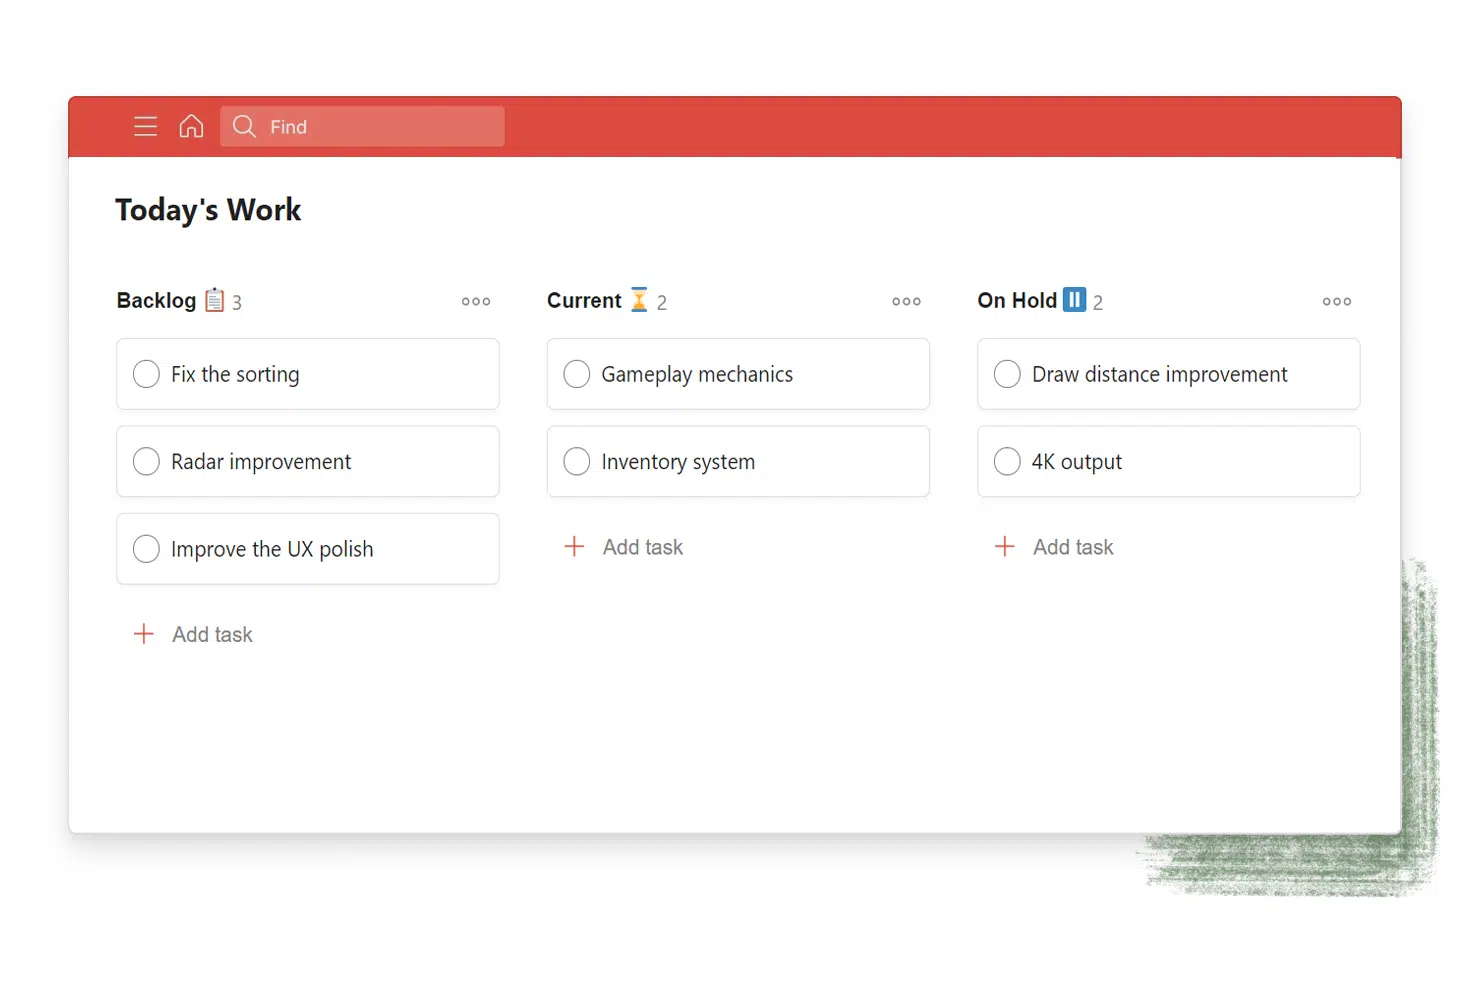 Find
Today's Work
Backlog 📋 3
Fix the sorting
Radar improvement
Improve the UX polish
Add task
Current ⏳ 2
Gameplay mechanics
Inventory system
Add task
On Hold ⏸️ 2
Draw distance improvement
4K output
Add task